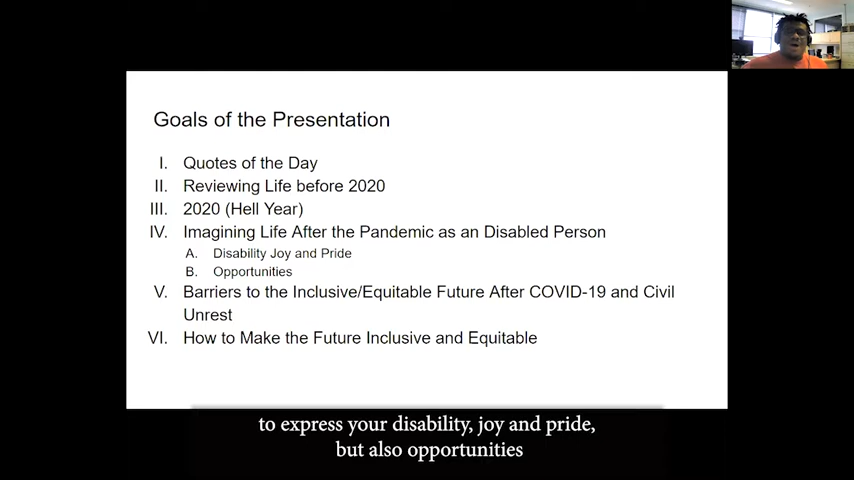 Goals of the Presentation
I. Quotes of the Day
II. Reviewing Life before 2020
III. 2020 (Hell Year)
IV. Imagining Life After the Pandemic as an Disabled Person
A. Disability Joy and Pride
B. Opportunities
V. Barriers to the Inclusive/Equitable Future After COVID-19 and Civil
Unrest
VI. How to Make the Future Inclusive and Equitable
to express your disability, joy and pride,
but also opportunities